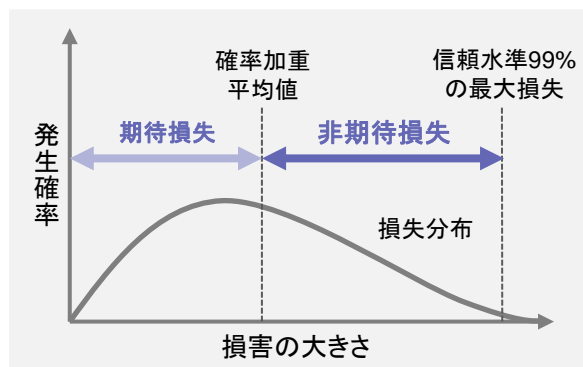 確率加重
平均値
信頼水準99%
の最大損失
期待損失
非期待損失
発生確率
損失分布
損害の大きさ